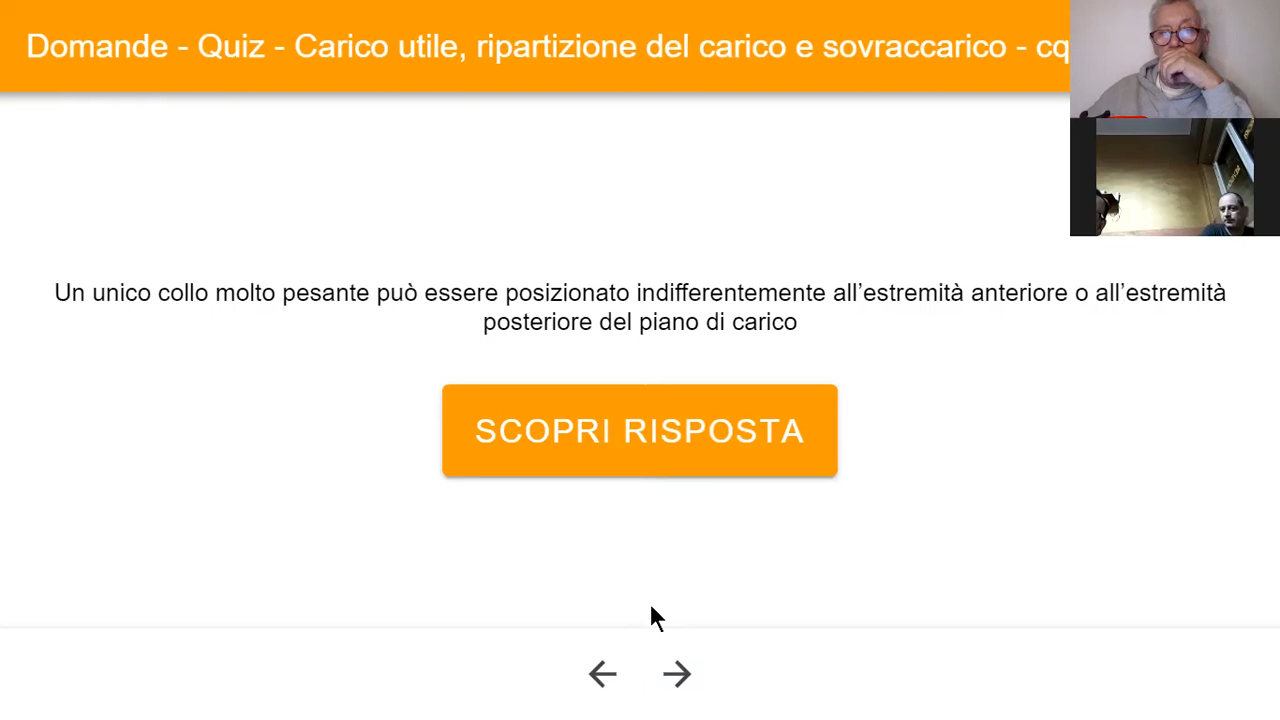 Domande - Quiz - Carico utile, ripartizione del carico e sovraccarico - cq
Un unico collo molto pesante può essere posizionato indifferentemente all’estremità anteriore o all’estremità
posteriore del piano di carico
SCOPRI RISPOSTA